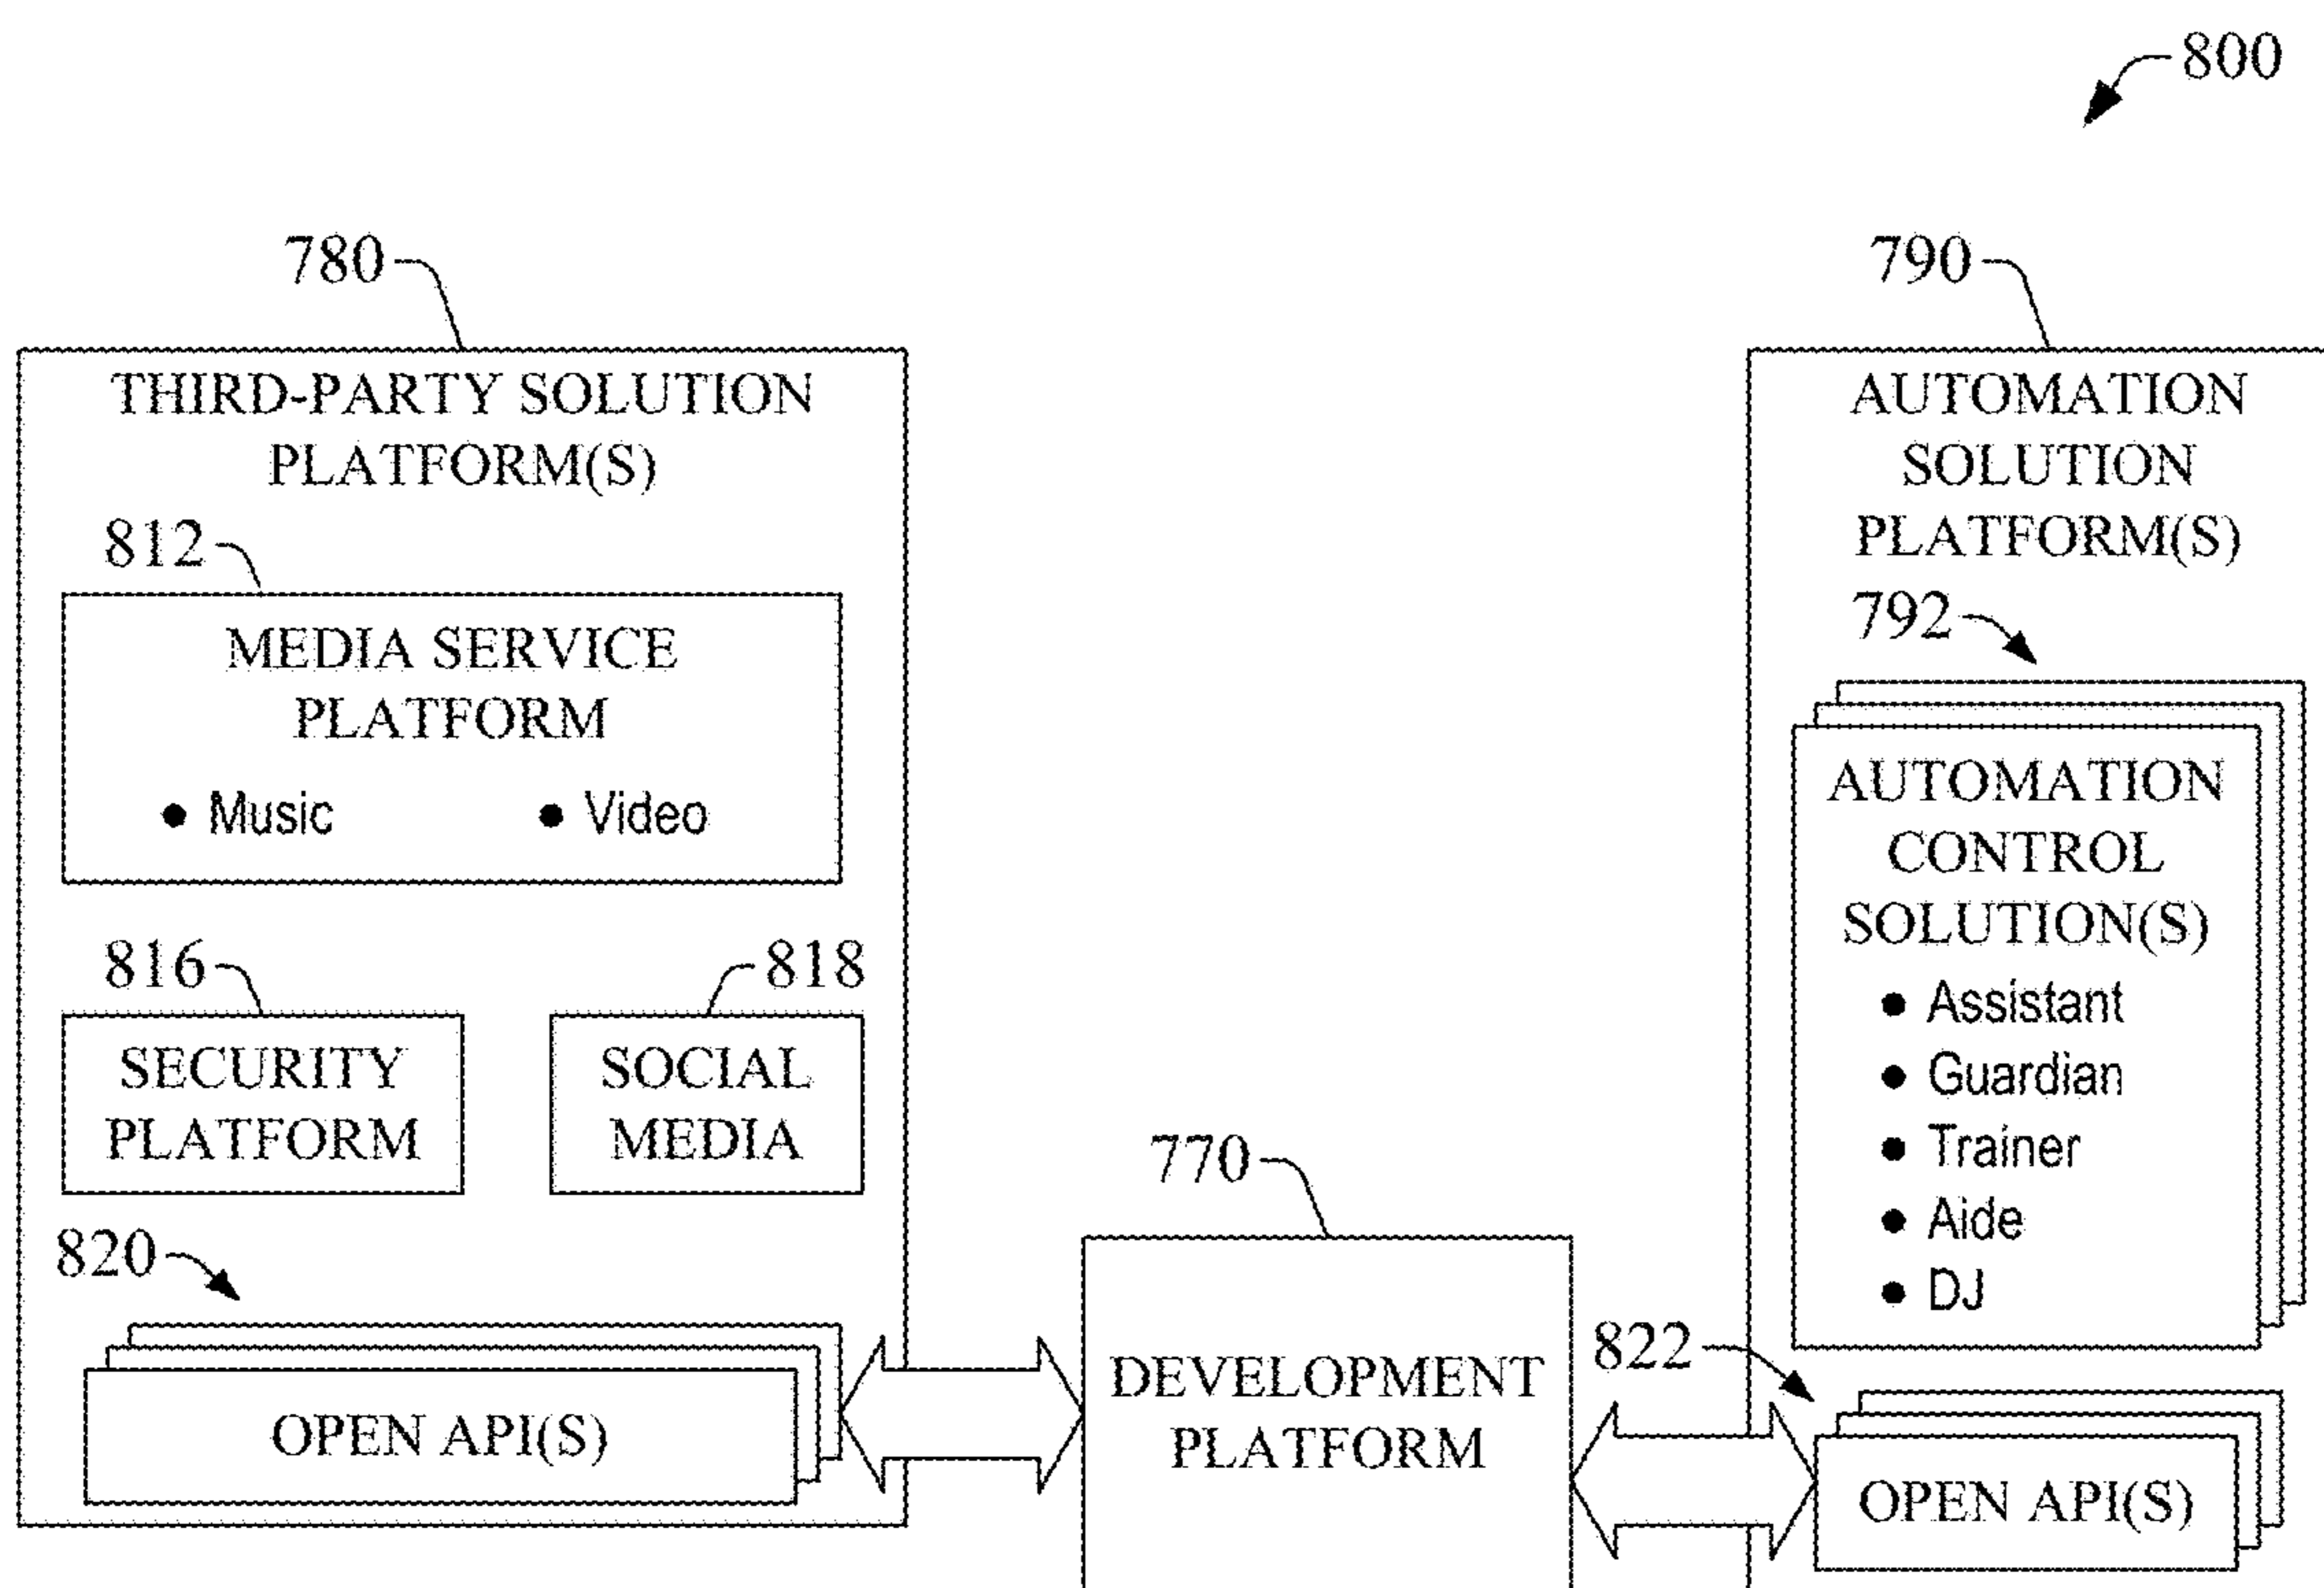 800
780
THIRD-PARTY SOLUTION
PLATFORM(S)
812
MEDIA SERVICE
PLATFORM
• Music • Video
816
SECURITY
PLATFORM
818
SOCIAL
MEDIA
820
OPEN API(S)
770
DEVELOPMENT
PLATFORM
790
AUTOMATION
SOLUTION
PLATFORM(S)
792
AUTOMATION
CONTROL
SOLUTION(S)
• Assistant
• Guardian
• Trainer
• Aide
• DJ
822
OPEN API(S)